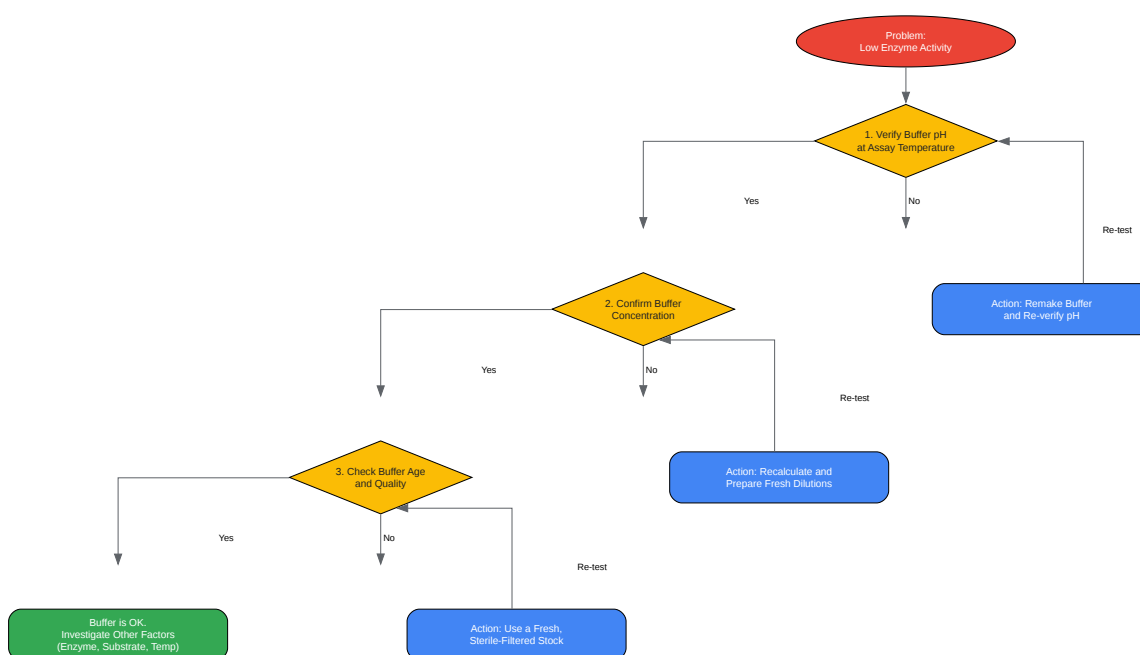 Problem:
Low Enzyme Activity
1. Verify Buffer pH
at Assay Temperature
Yes
No
Re-test
Action: Remake Buffer
and Re-verify pH
2. Confirm Buffer
Concentration
Yes
No
Re-test
Action: Recalculate and
Prepare Fresh Dilutions
3. Check Buffer Age
and Quality
Yes
No
Re-test
Buffer is OK.
Investigate Other Factors
(Enzyme, Substrate, Temp)
Action: Use a Fresh,
Sterile-Filtered Stock